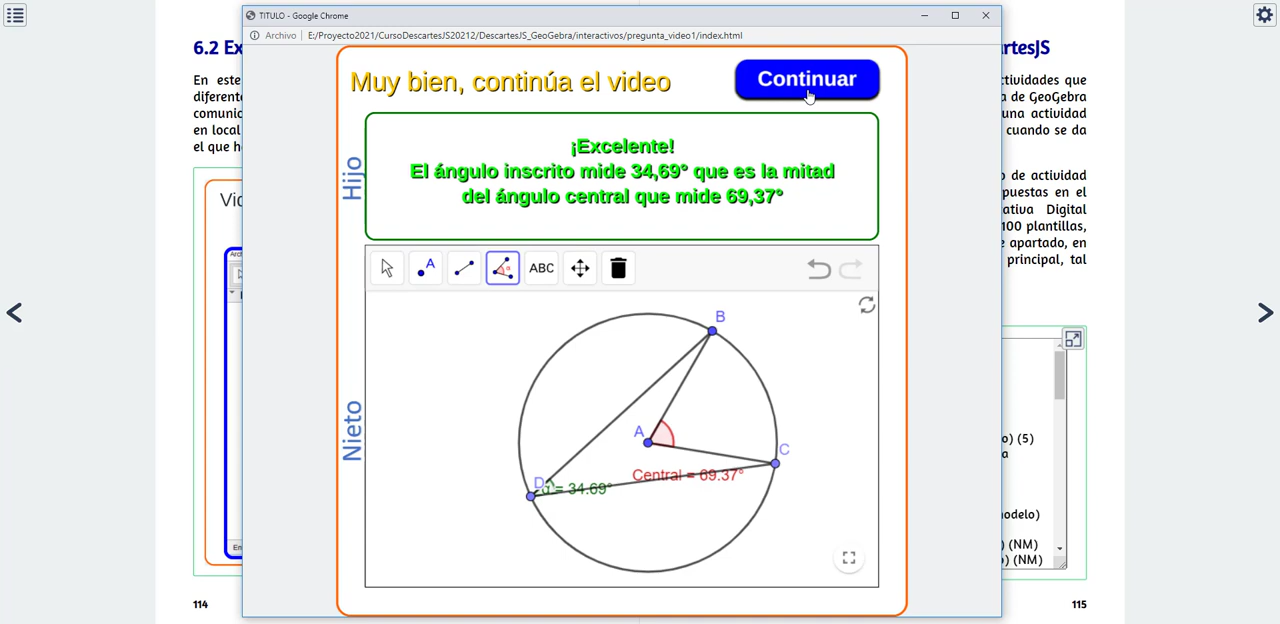 TITULO - Google Chrome
Archivo
E:/Proyecto2021/CursoDescartesJS20212/DescartesJS_GeoGebra/interactivos/pregunta_video1/index.html
6.2 Ex
rtesJS
En este
diferent
comunic
en local
el que h
ctividades que
a de GeoGebra
una actividad
cuando se da
o de actividad
puestas en el
ativa Digital
100 plantillas,
e apartado, en
principal, tal
Muy bien, continúa el video
Continuar
Hijo
¡Excelente!
El ángulo inscrito mide 34,69° que es la mitad
del ángulo central que mide 69,37°
Nieto
A
ABC
B
A
C
D
Central = 69.37°
= 34.69°
o) (5)
a
nodelo)
) (NM)
o) (NM)
114
115